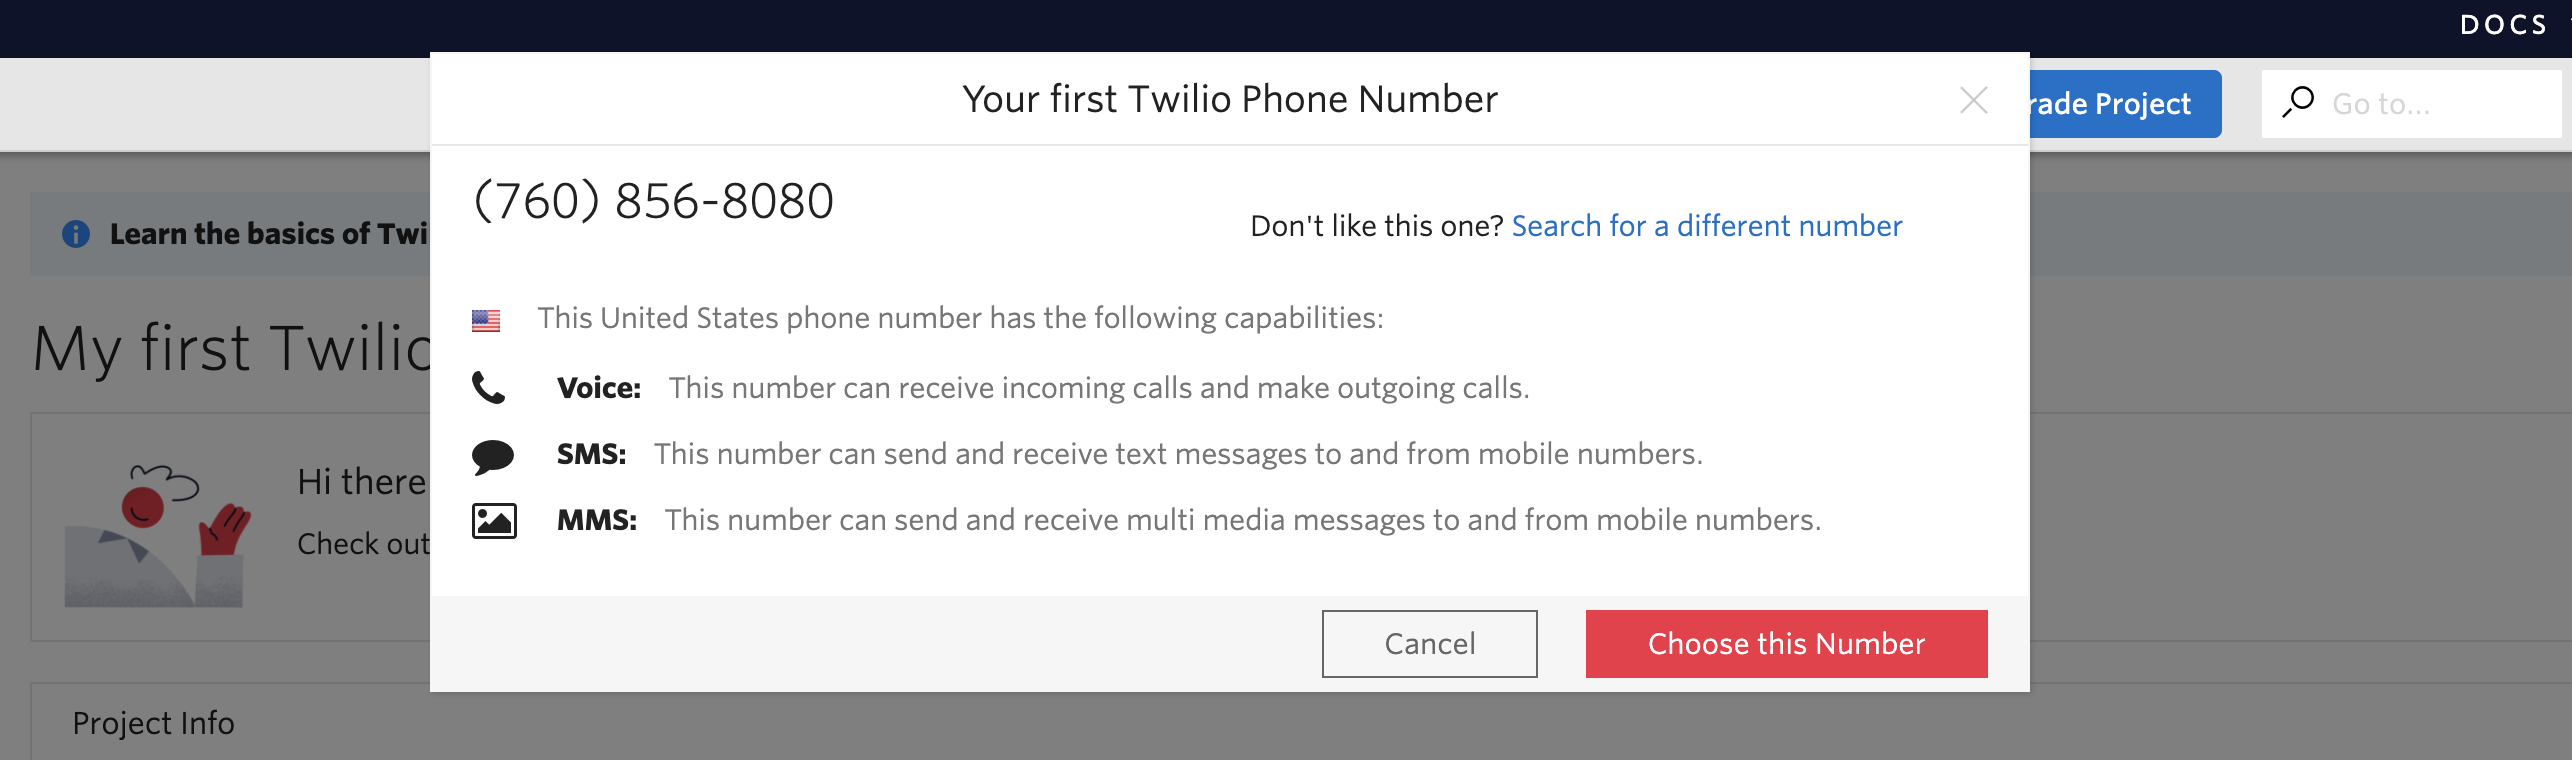 DOCS
Your first Twilio Phone Number
rade Project
Go to...
(760) 856-8080
Don't like this one? Search for a different number
Learn the basics of Twi
This United States phone number has the following capabilities:
My first Twilio
Voice: This number can receive incoming calls and make outgoing calls.
SMS: This number can send and receive text messages to and from mobile numbers.
Hi there
MMS: This number can send and receive multi media messages to and from mobile numbers.
Check out
Cancel
Choose this Number
Project Info